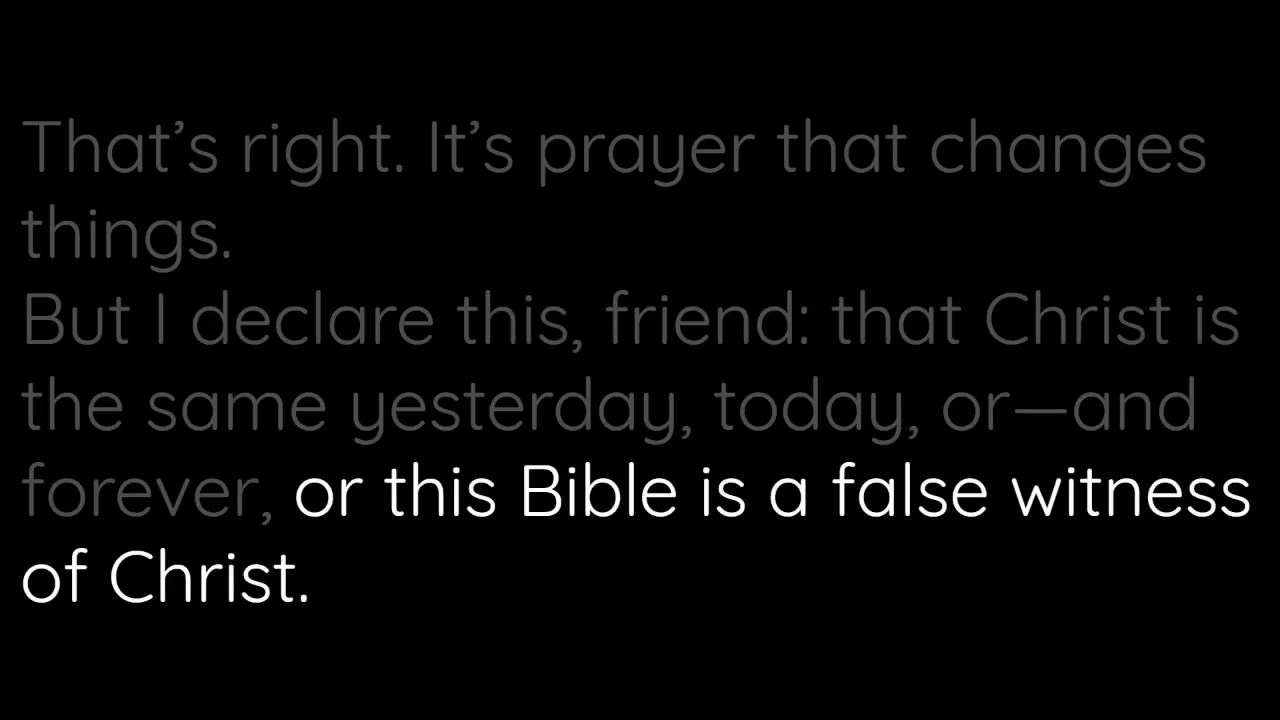 That’s right. It’s prayer that changes
things.
But I declare this, friend: that Christ is
the same yesterday, today, or—and
forever, or this Bible is a false witness
of Christ.